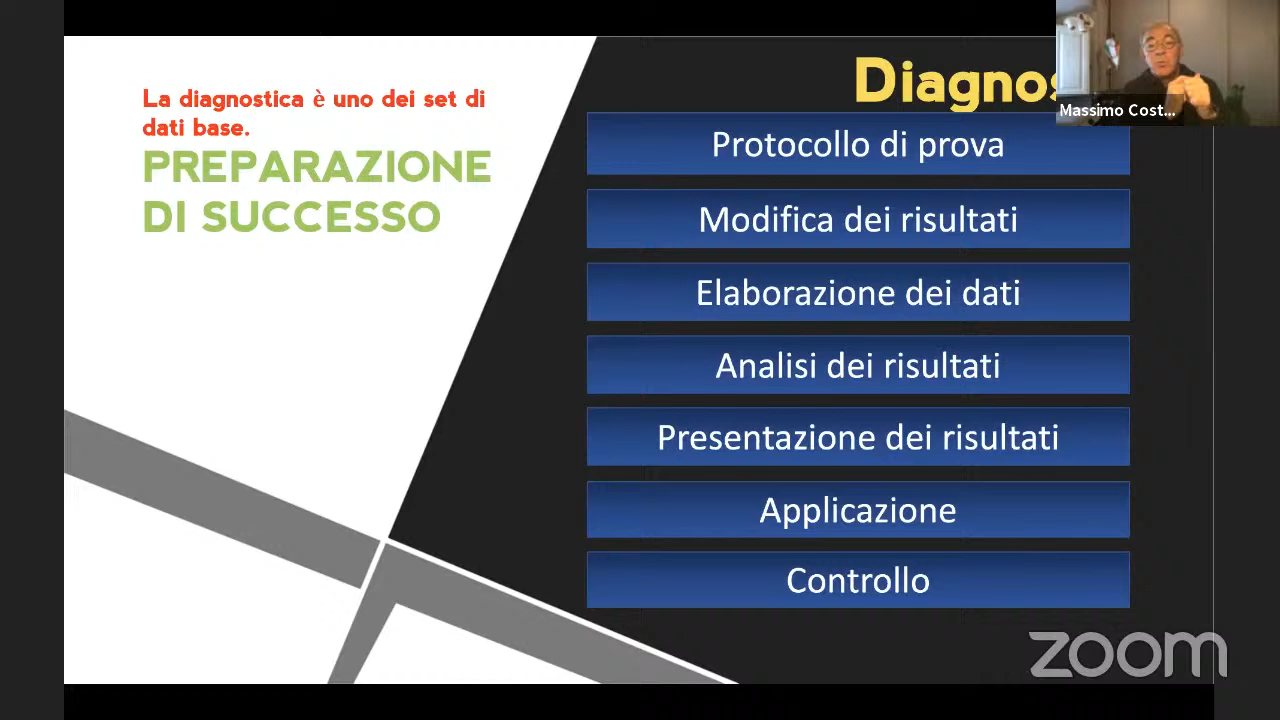 La diagnostica è uno dei set di
dati base.
PREPARAZIONE
DI SUCCESSO
Diagnos
Massimo Cost...
Protocollo di prova
Modifica dei risultati
Elaborazione dei dati
Analisi dei risultati
Presentazione dei risultati
Applicazione
Controllo
zoom